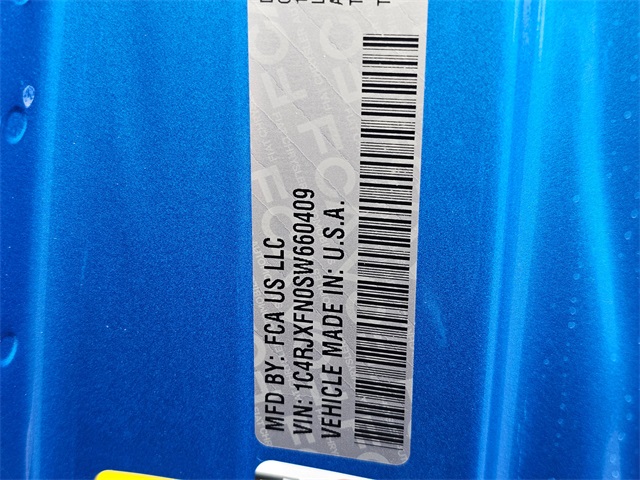 MFD BY: FCA US LLC
VIN: 1C4RJXFN0SW660409
VEHICLE MADE IN: U.S.A.